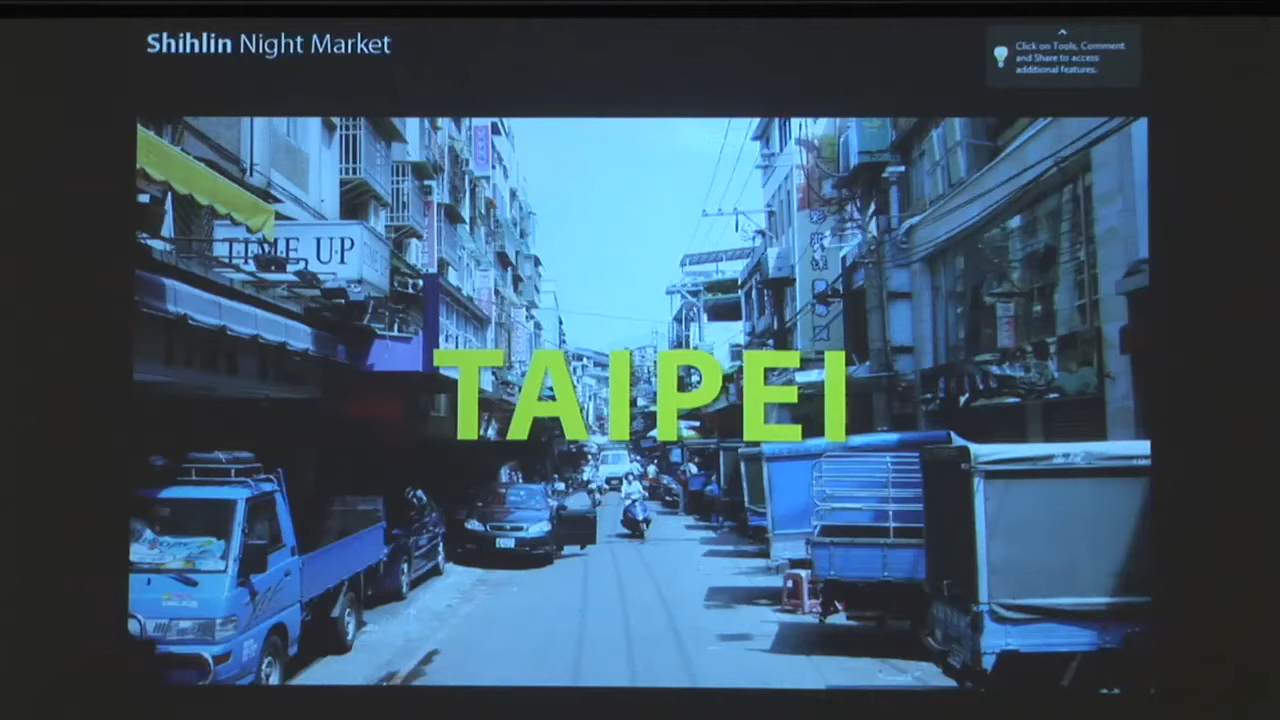 Shihlin Night Market
Click on Tools, Comment
and Share to access
additional features.
TIME UP
TAIPEI